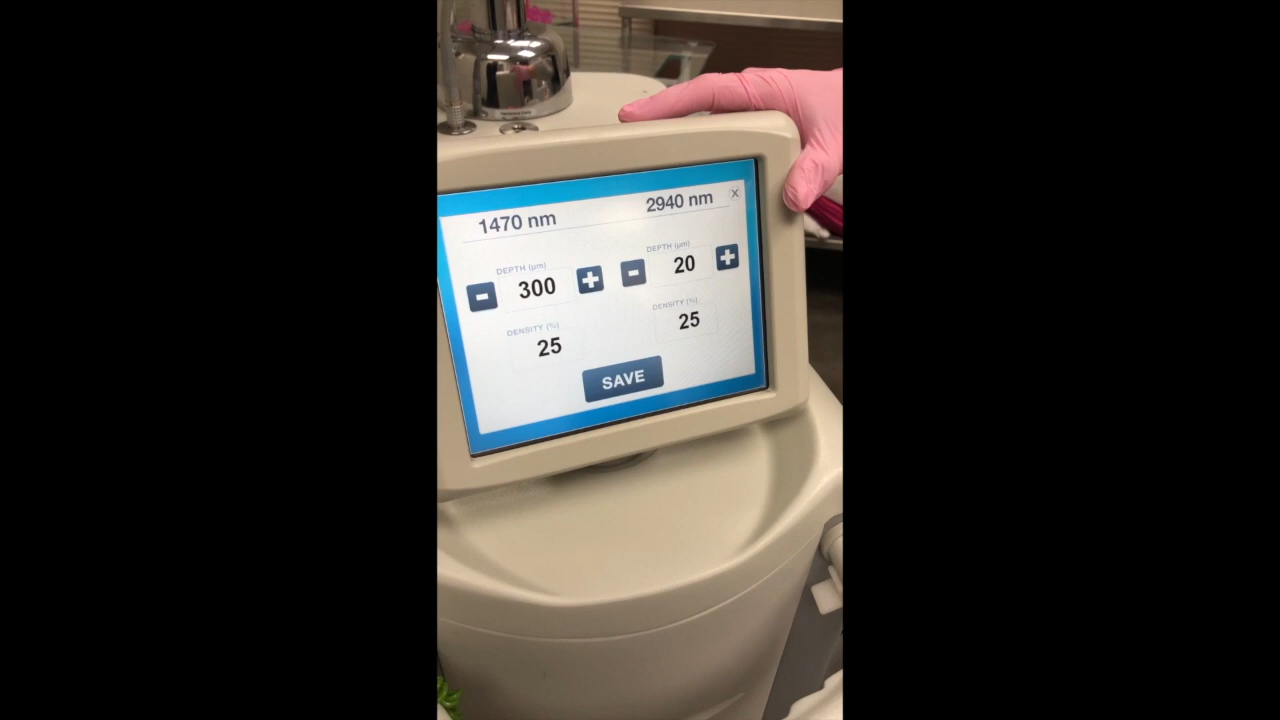 1470 nm
2940 nm
X
DEPTH (µm)
- 300 +
DEPTH (µm)
- 20 +
DENSITY (%)
25
DENSITY (%)
25
SAVE